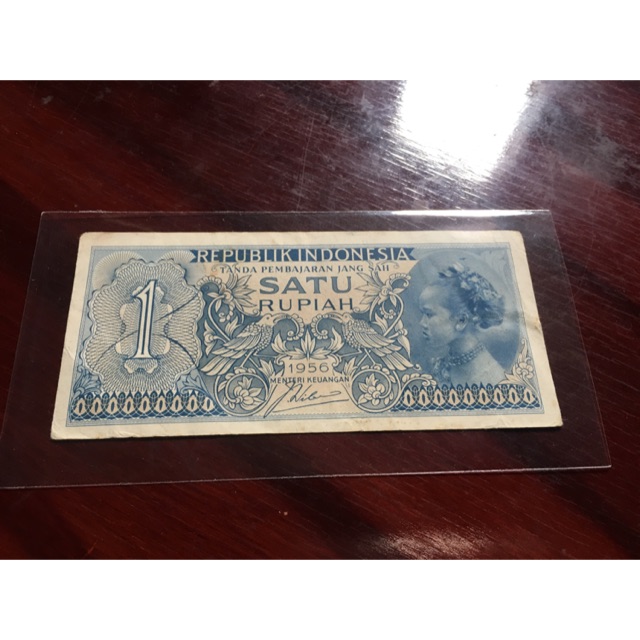 REPUBLIK INDONESIA
TANDA PEMBAJARAN JANG SAH
SATU
RUPIAH
1
1956
MENTERI KEUANGAN